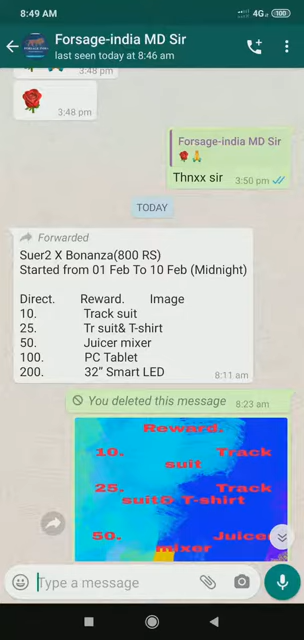 8:49 AM
4G
100
Forsage-india MD Sir
last seen today at 8:46 am
3:48 pm
3:48 pm
Forsage-india MD Sir
Thnxx sir
3:50 pm
TODAY
Forwarded
Suer2 X Bonanza(800 RS)
Started from 01 Feb To 10 Feb (Midnight)
Direct. Reward. Image
10. Track suit
25. Tr suit& T-shirt
50. Juicer mixer
100. PC Tablet
200. 32” Smart LED
8:11 am
You deleted this message 8:23 am
Reward.
10. Track
suit
25. Track
suit& T-shirt
50. Juice
mixer
Type a message